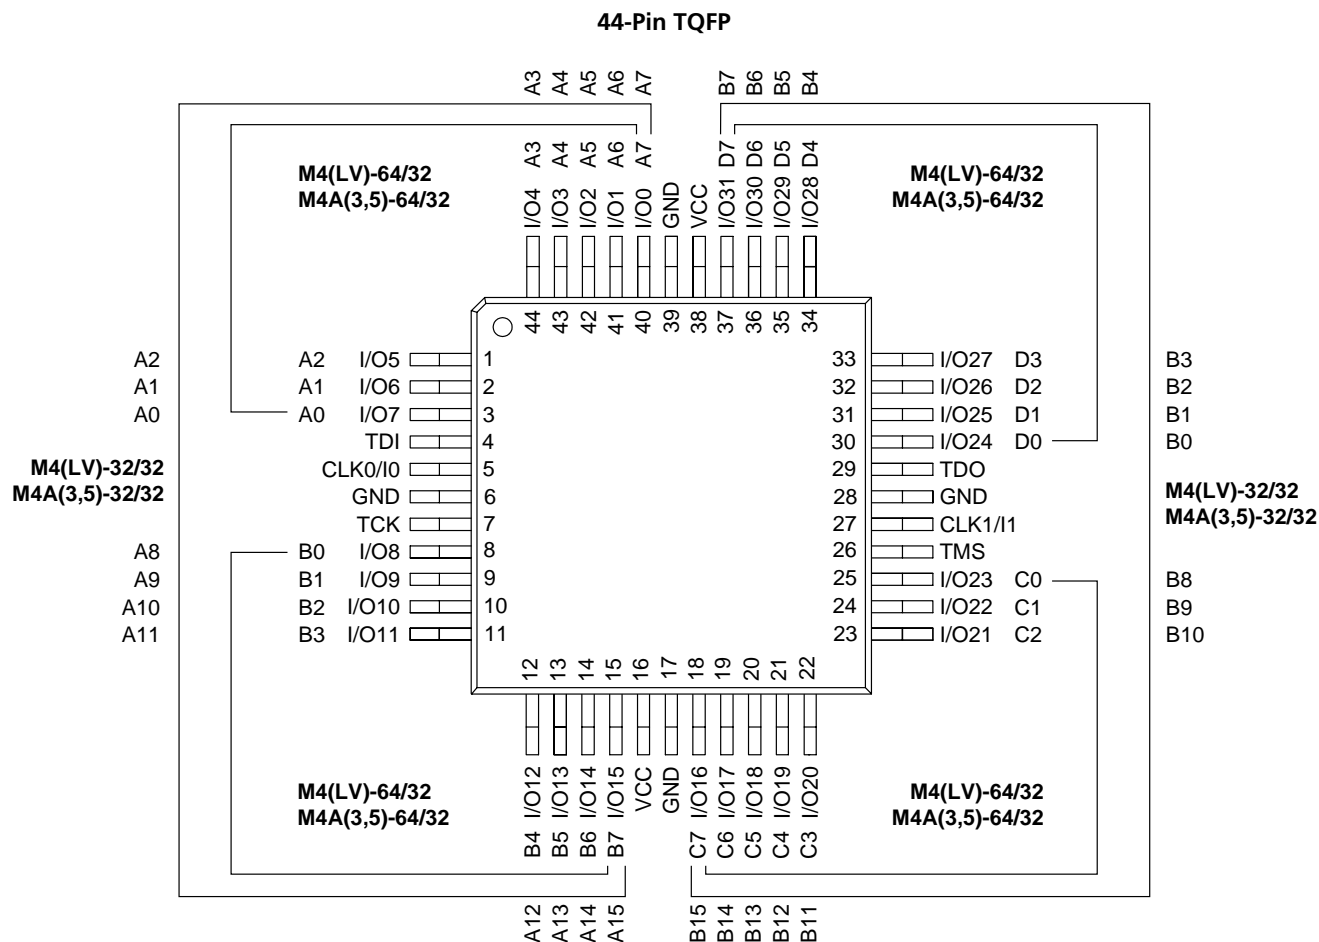 44-Pin TQFP
A3 A4 A5 A6 A7 B7 B6 B5 B4
A3 A4 A5 A6 A7 D7 D6 D5 D4
M4(LV)-64/32 M4(LV)-64/32
M4A(3,5)-64/32 M4A(3,5)-64/32
I/O4 I/O3 I/O2 I/O1 I/O0 GND VCC I/O31 I/O30 I/O29 I/O28
44 43 42 41 40 39 38 37 36 35 34
A2 A2 I/O5 1 33 I/O27 D3 B3
A1 A1 I/O6 2 32 I/O26 D2 B2
A0 A0 I/O7 3 31 I/O25 D1 B1
TDI 4 30 I/O24 D0 B0
M4(LV)-32/32 CLK0/I0 5 29 TDO
M4A(3,5)-32/32 GND 6 28 GND M4(LV)-32/32
TCK 7 27 CLK1/I1 M4A(3,5)-32/32
A8 B0 I/O8 8 26 TMS
A9 B1 I/O9 9 25 I/O23 C0 B8
A10 B2 I/O10 10 24 I/O22 C1 B9
A11 B3 I/O11 11 23 I/O21 C2 B10
12 13 14 15 16 17 18 19 20 21 22
I/O12 I/O13 I/O14 I/O15 VCC GND I/O16 I/O17 I/O18 I/O19 I/O20
M4(LV)-64/32 M4(LV)-64/32
M4A(3,5)-64/32 M4A(3,5)-64/32
B4 B5 B6 B7 C7 C6 C5 C4 C3
A12 A13 A14 A15 B15 B14 B13 B12 B11